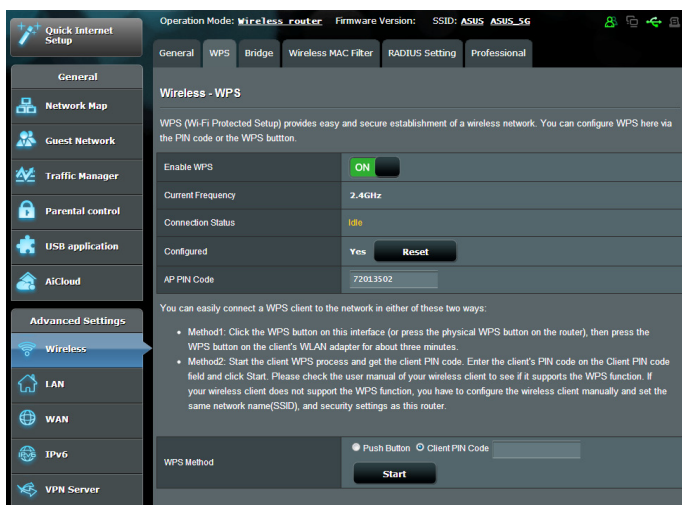 Quick Internet
Setup
Operation Mode: Wireless router Firmware Version: SSID: ASUS ASUS_5G
General WPS Bridge Wireless MAC Filter RADIUS Setting Professional
General
Network Map
Guest Network
Traffic Manager
Parental control
USB application
AiCloud
Advanced Settings
Wireless
LAN
WAN
IPv6
IPv6
VPN Server
Wireless - WPS
WPS (Wi-Fi Protected Setup) provides easy and secure establishment of a wireless network. You can configure WPS here via
the PIN code or the WPS buttton.
Enable WPS ON
Current Frequency 2.4GHz
Connection Status Idle
Configured Yes Reset
AP PIN Code 72013502
You can easily connect a WPS client to the network in either of these two ways:
• Method1: Click the WPS button on this interface (or press the physical WPS button on the router), then press the
WPS button on the client's WLAN adapter for about three minutes.
• Method2: Start the client WPS process and get the client PIN code. Enter the client's PIN code on the Client PIN code
field and click Start. Please check the user manual of your wireless client to see if it supports the WPS function. If
your wireless client does not support the WPS function, you have to configure the wireless client manually and set the
same network name(SSID), and security settings as this router.
WPS Method Push Button Client PIN Code
Start